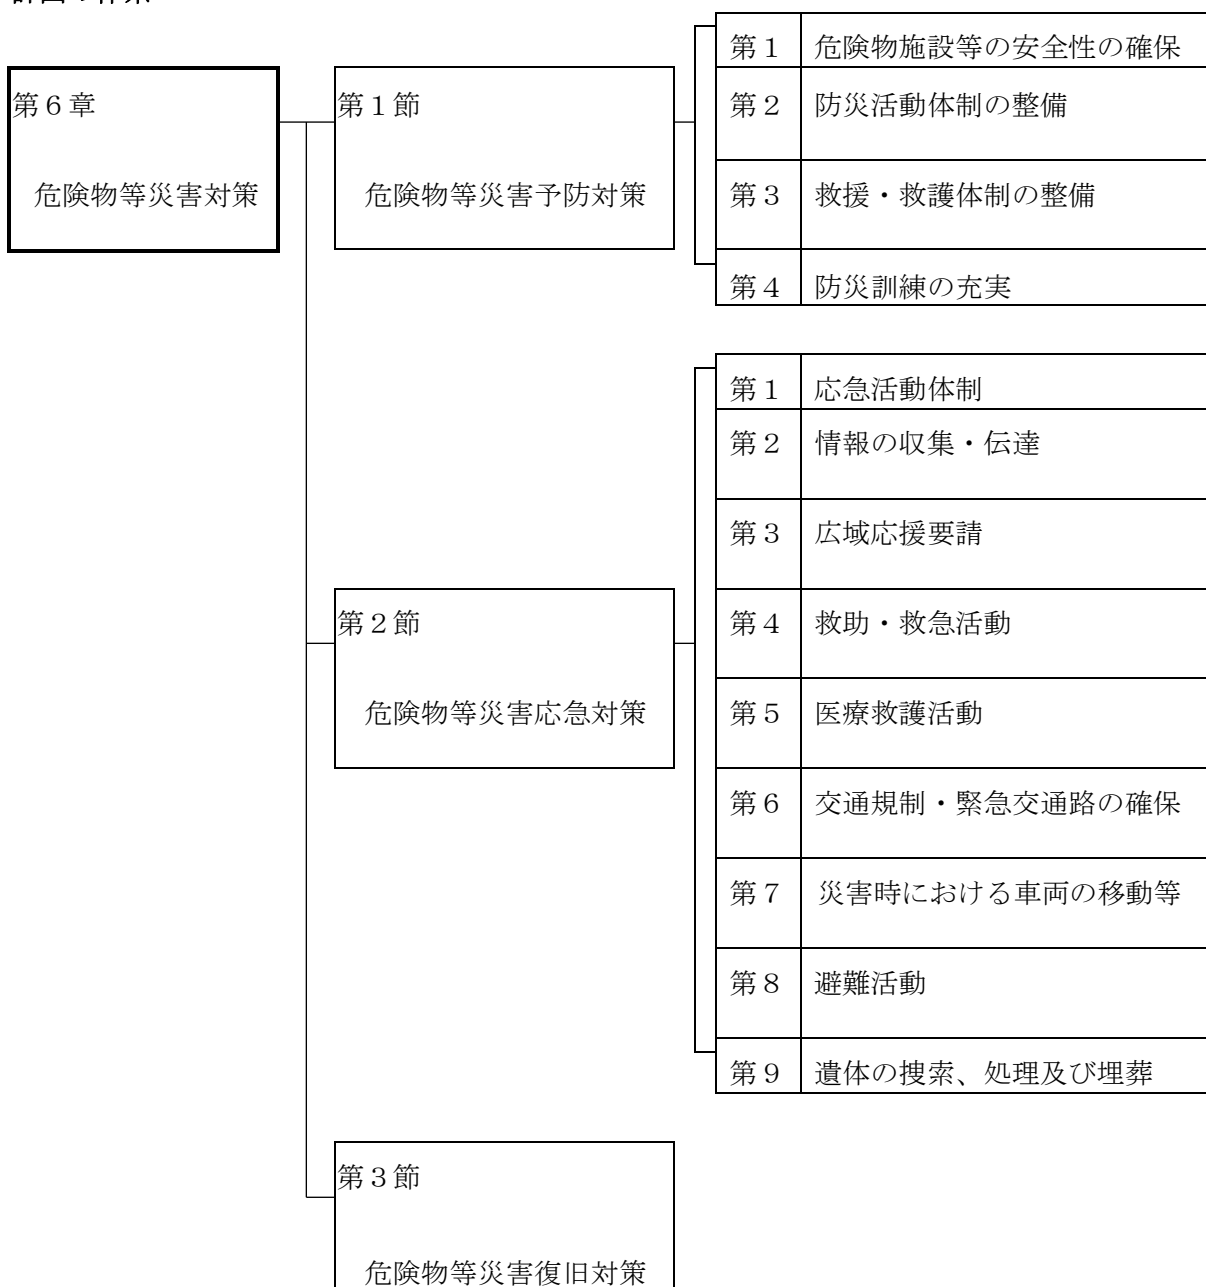 第６章
危険物等災害対策
第１節
危険物等災害予防対策
第１ 危険物施設等の安全性の確保
第２ 防災活動体制の整備
第３ 救援・救護体制の整備
第４ 防災訓練の充実
第２節
危険物等災害応急対策
第１ 応急活動体制
第２ 情報の収集・伝達
第３ 広域応援要請
第４ 救助・救急活動
第５ 医療救護活動
第６ 交通規制・緊急交通路の確保
第７ 災害時における車両の移動等
第８ 避難活動
第９ 遺体の捜索、処理及び埋葬
第３節
危険物等災害復旧対策